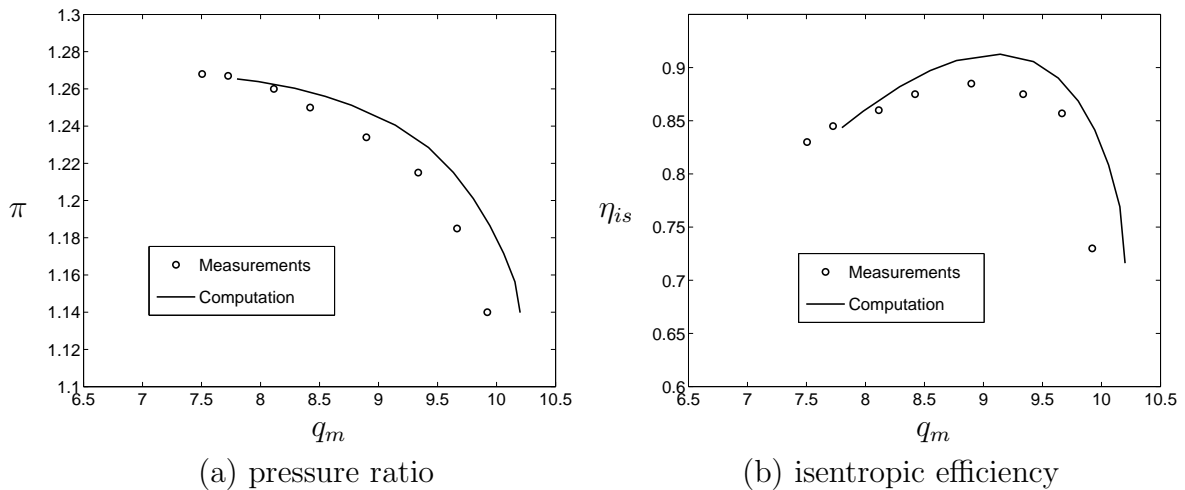 1.3
1.28
1.26
1.24
1.22
1.2
1.18
1.16
1.14
1.12
1.1
π
Measurements
Computation
6.5 7 7.5 8 8.5 9 9.5 10 10.5
q_m
(a) pressure ratio
0.9
0.85
0.8
0.75
0.7
0.65
0.6
η_is
Measurements
Computation
6.5 7 7.5 8 8.5 9 9.5 10 10.5
q_m
(b) isentropic efficiency